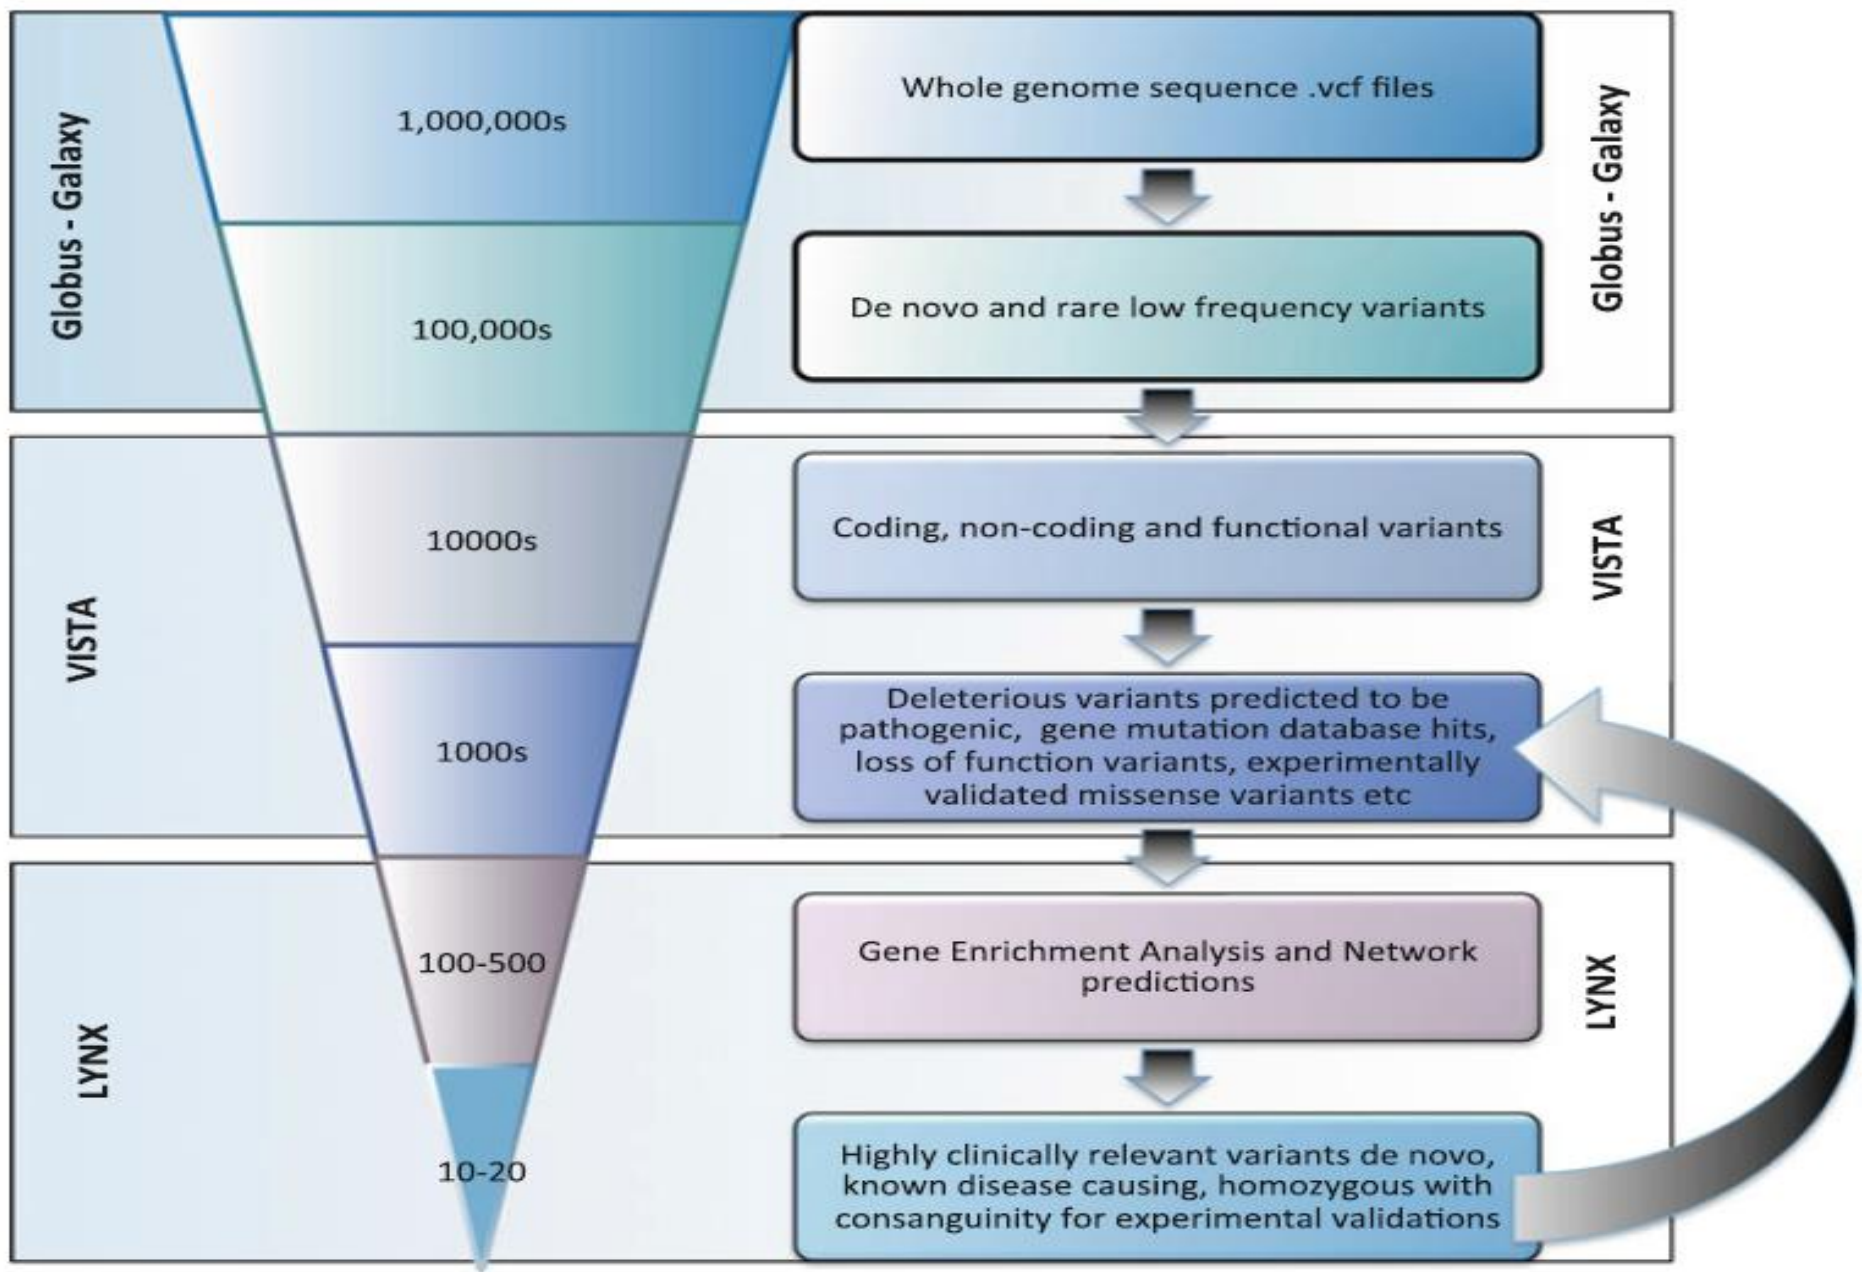 Globus - Galaxy
1,000,000s
Whole genome sequence .vcf files
Globus - Galaxy
100,000s
De novo and rare low frequency variants
VISTA
10000s
Coding, non-coding and functional variants
VISTA
1000s
Deleterious variants predicted to be
pathogenic, gene mutation database hits,
loss of function variants, experimentally
validated missense variants etc
LYNX
100-500
Gene Enrichment Analysis and Network
predictions
LYNX
10-20
Highly clinically relevant variants de novo,
known disease causing, homozygous with
consanguinity for experimental validations